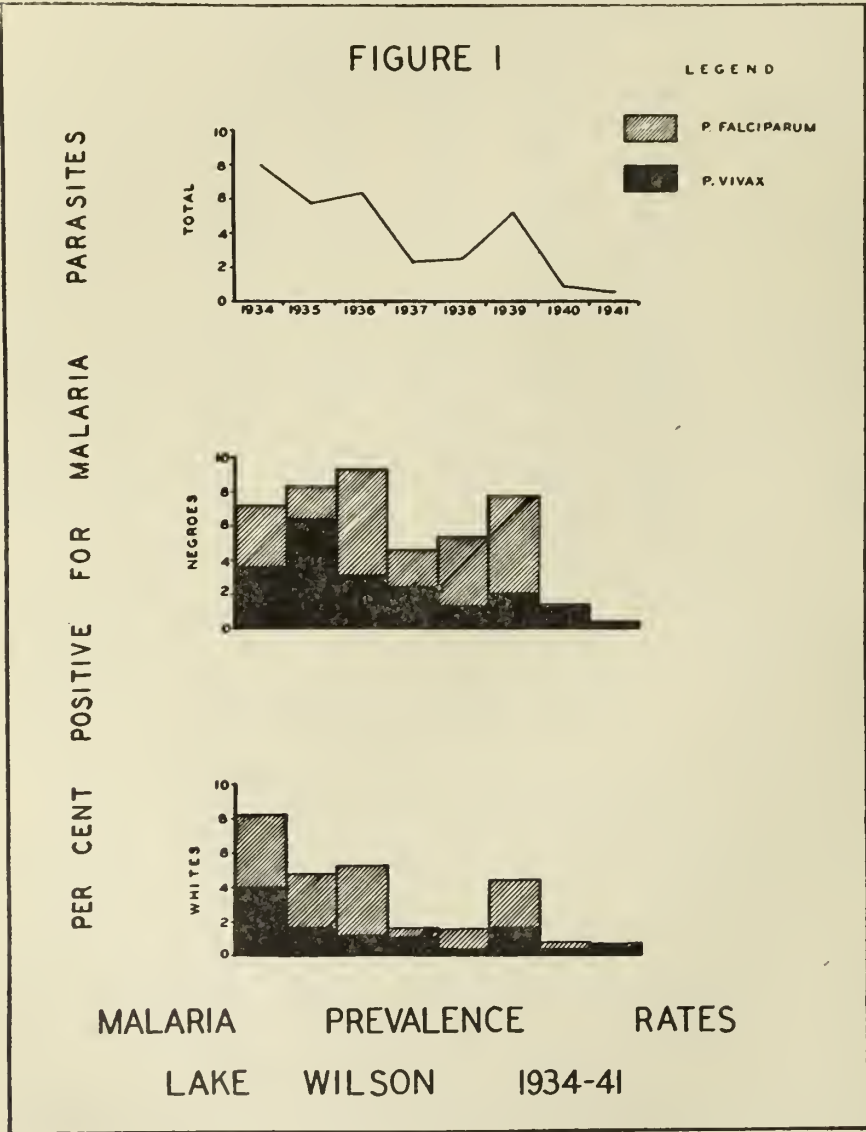 FIGURE I
LEGEND
P. FALCIPARUM
P. VIVAX
PER CENT POSITIVE FOR MALARIA PARASITES
TOTAL
10
8
6
4
2
0
1934 1935 1936 1937 1938 1939 1940 1941
NEGROES
10
8
6
4
2
0
WHITES
10
8
6
4
2
0
MALARIA PREVALENCE RATES
LAKE WILSON 1934-41